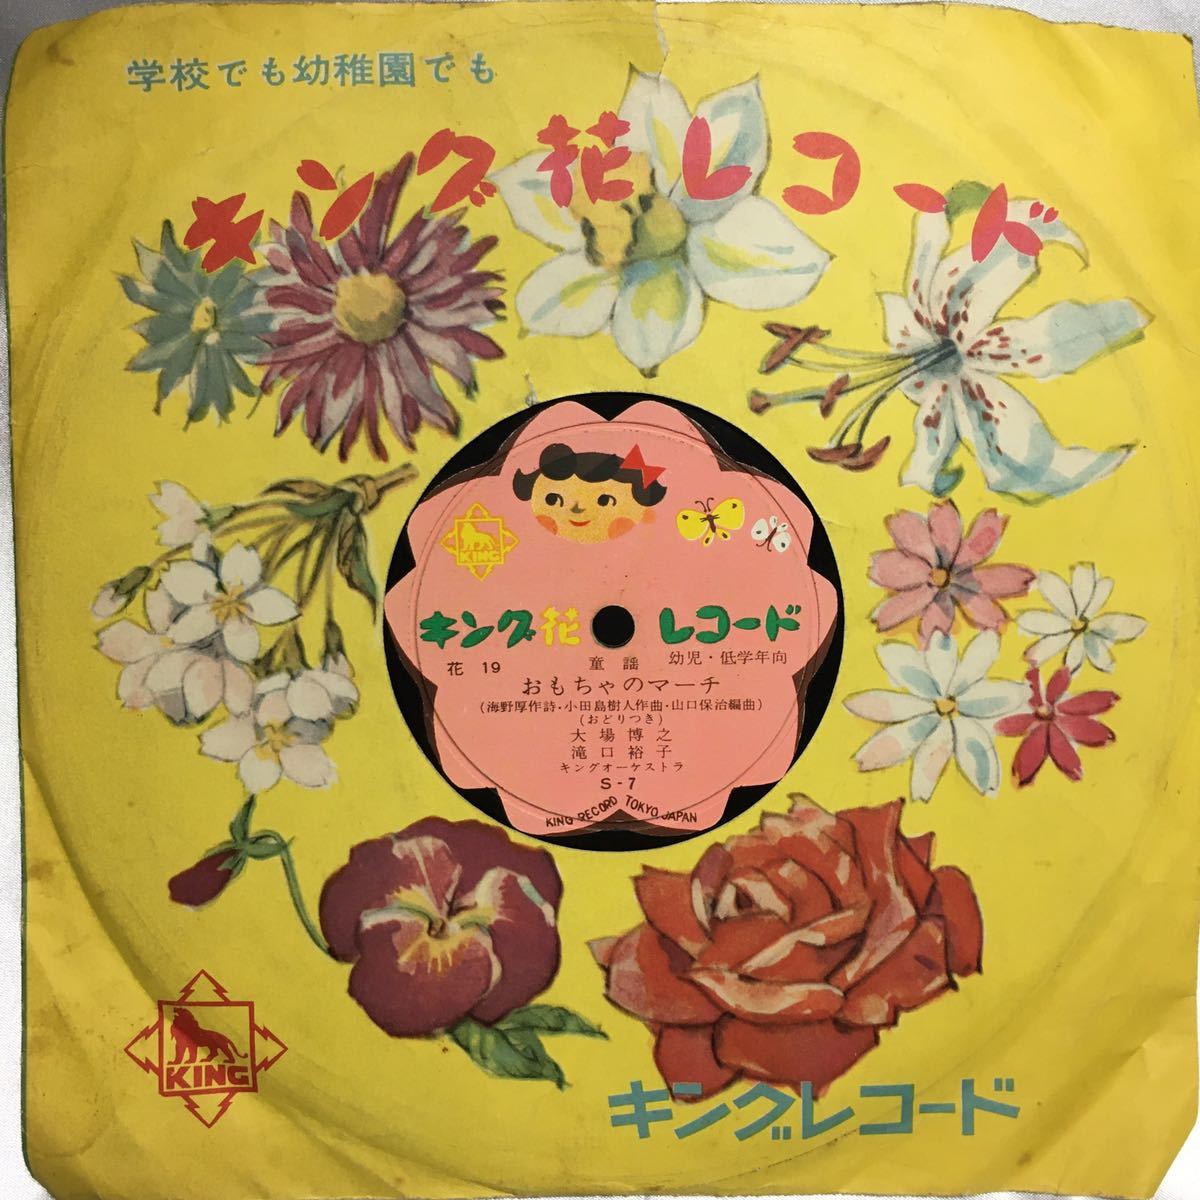 学校でも幼稚園でも
キング花レコード
KING
キング花レコード
花 19 童謡 幼児・低学年向
おもちゃのマーチ
(海野厚作詩・小田島樹人作曲・山口保治編曲)
(おどりつき)
大場博之
滝口裕子
キングオーケストラ
S-7
KING RECORD TOKYO JAPAN
KING
キングレコード